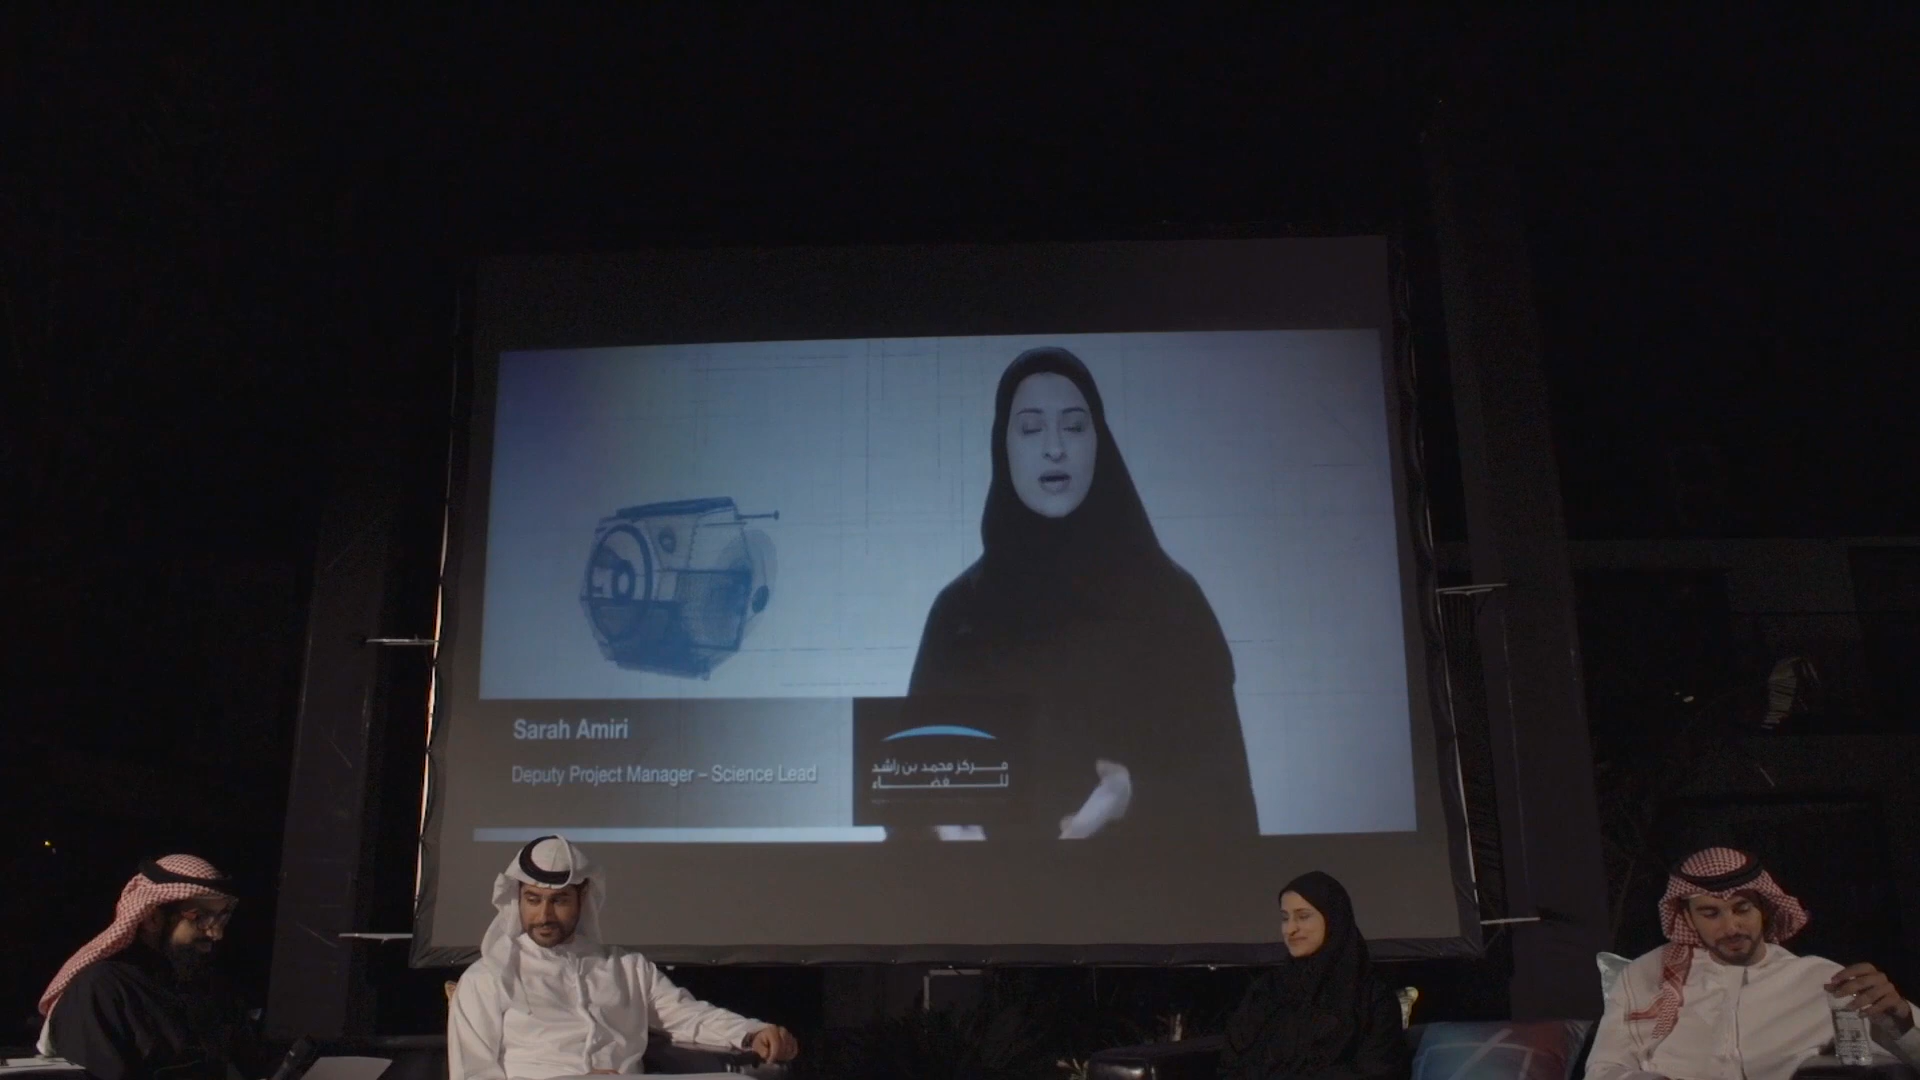 Sarah Amiri
Deputy Project Manager – Science Lead
مركز محمد بن راشد
للفضاء